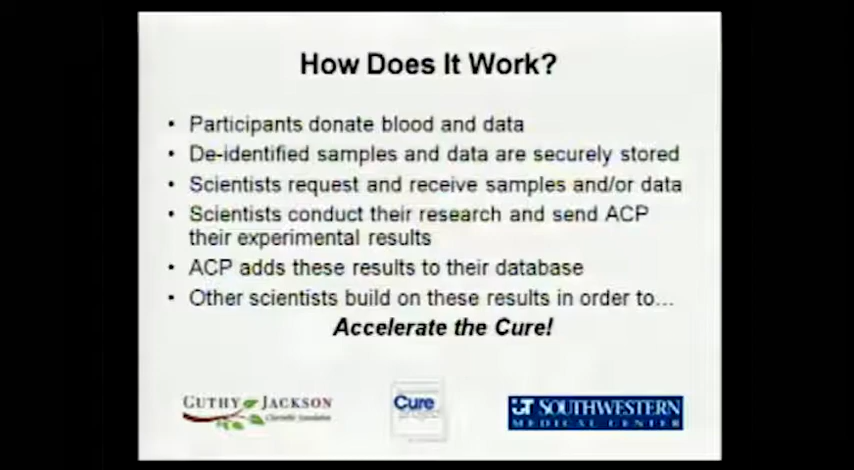 How Does It Work?
• Participants donate blood and data
• De-identified samples and data are securely stored
• Scientists request and receive samples and/or data
• Scientists conduct their research and send ACP
their experimental results
• ACP adds these results to their database
• Other scientists build on these results in order to...
Accelerate the Cure!
GUTHY JACKSON
Charitable Foundation
Cure
UT SOUTHWESTERN
MEDICAL CENTER